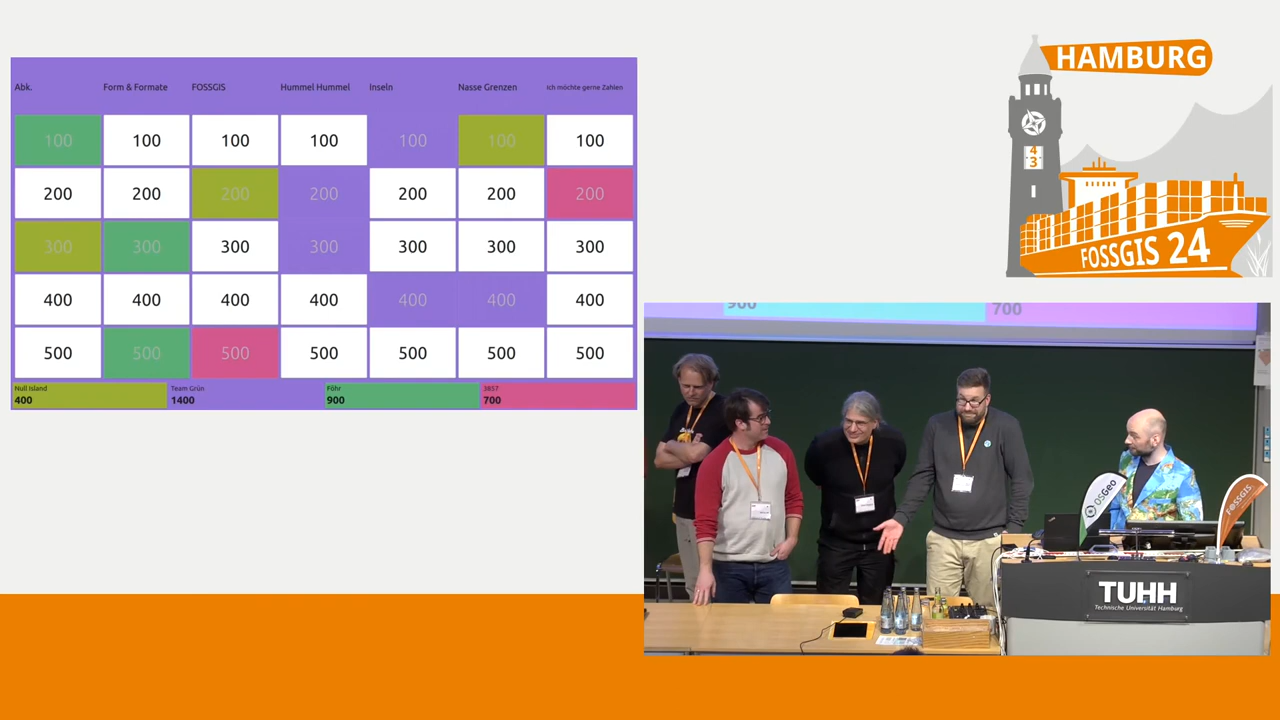 Abk. Form & Formate FOSSGIS Hummel Hummel Inseln Nasse Grenzen Ich möchte gerne Zahlen
100 100 100 100 100 100 100
200 200 200 200 200 200 200
300 300 300 300 300 300 300
400 400 400 400 400 400 400
500 500 500 500 500 500 500
Null Island Team Grün Föhr 3857
400 1400 900 700
HAMBURG
4
3
FOSSGIS 24
900 700
OSGeo
FOSSGIS
TUHH
Technische Universität Hamburg